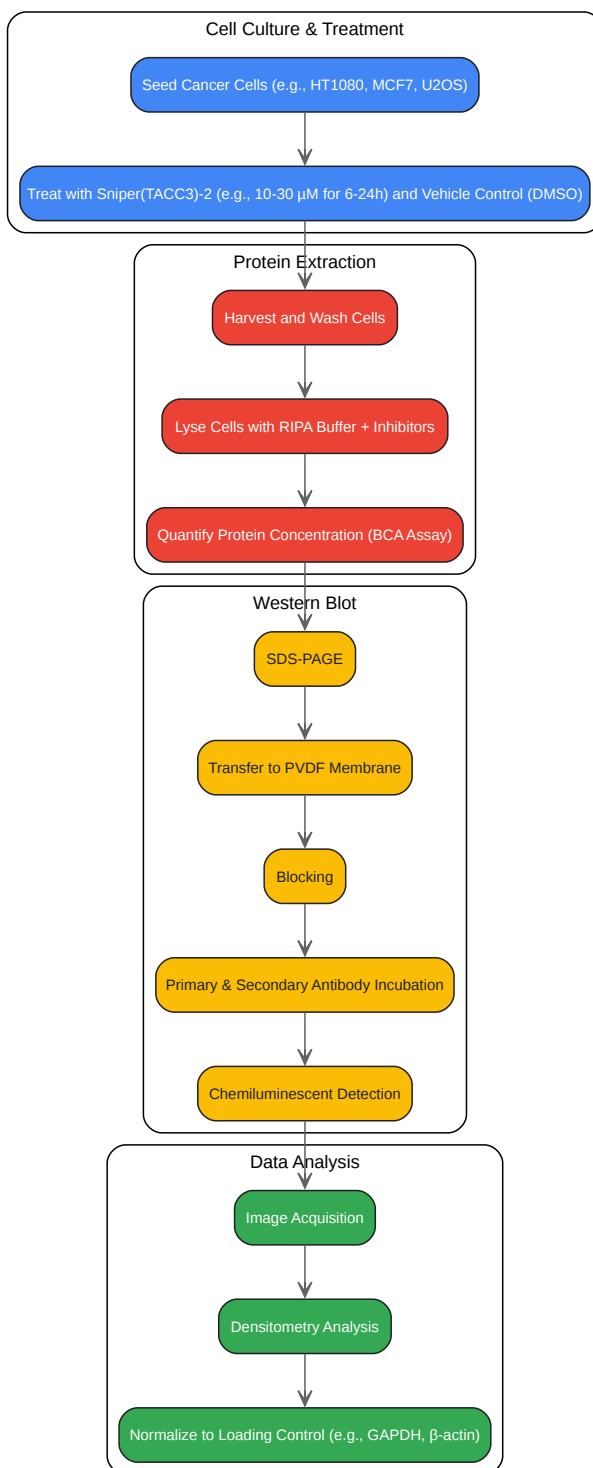 Cell Culture & Treatment
Seed Cancer Cells (e.g., HT1080, MCF7, U2OS)
Treat with Sniper(TACC3)-2 (e.g., 10-30 µM for 6-24h) and Vehicle Control (DMSO)
Protein Extraction
Harvest and Wash Cells
Lyse Cells with RIPA Buffer + Inhibitors
Quantify Protein Concentration (BCA Assay)
Western Blot
SDS-PAGE
Transfer to PVDF Membrane
Blocking
Primary & Secondary Antibody Incubation
Chemiluminescent Detection
Data Analysis
Image Acquisition
Densitometry Analysis
Normalize to Loading Control (e.g., GAPDH, β-actin)